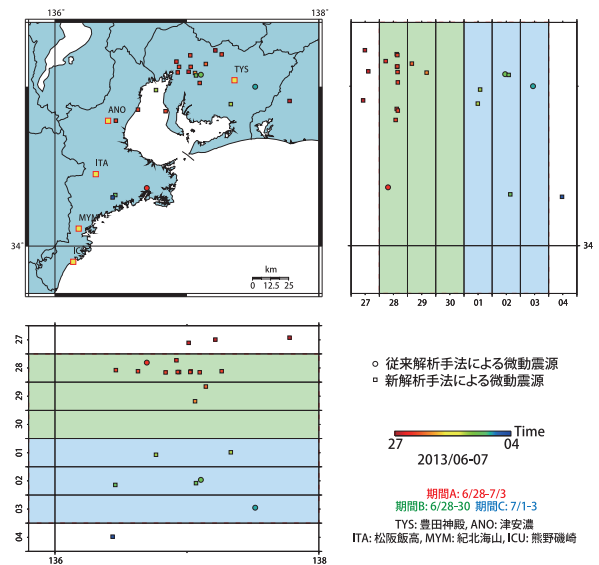 136˚
138˚
TYS
ANO
ITA
MYM
34˚
km
0
12.5
25
34
27
28
29
30
01
02
03
04
27
28
29
30
01
02
03
04
136
138
従来解析手法による微動震源
新解析手法による微動震源
Time
27
04
2013/06-07
期間A: 6/28-7/3
期間B: 6/28-30 期間C: 7/1-3
TYS: 豊田神殿, ANO: 津安濃
ITA: 松阪飯高, MYM: 紀北海山, ICU: 熊野磯崎